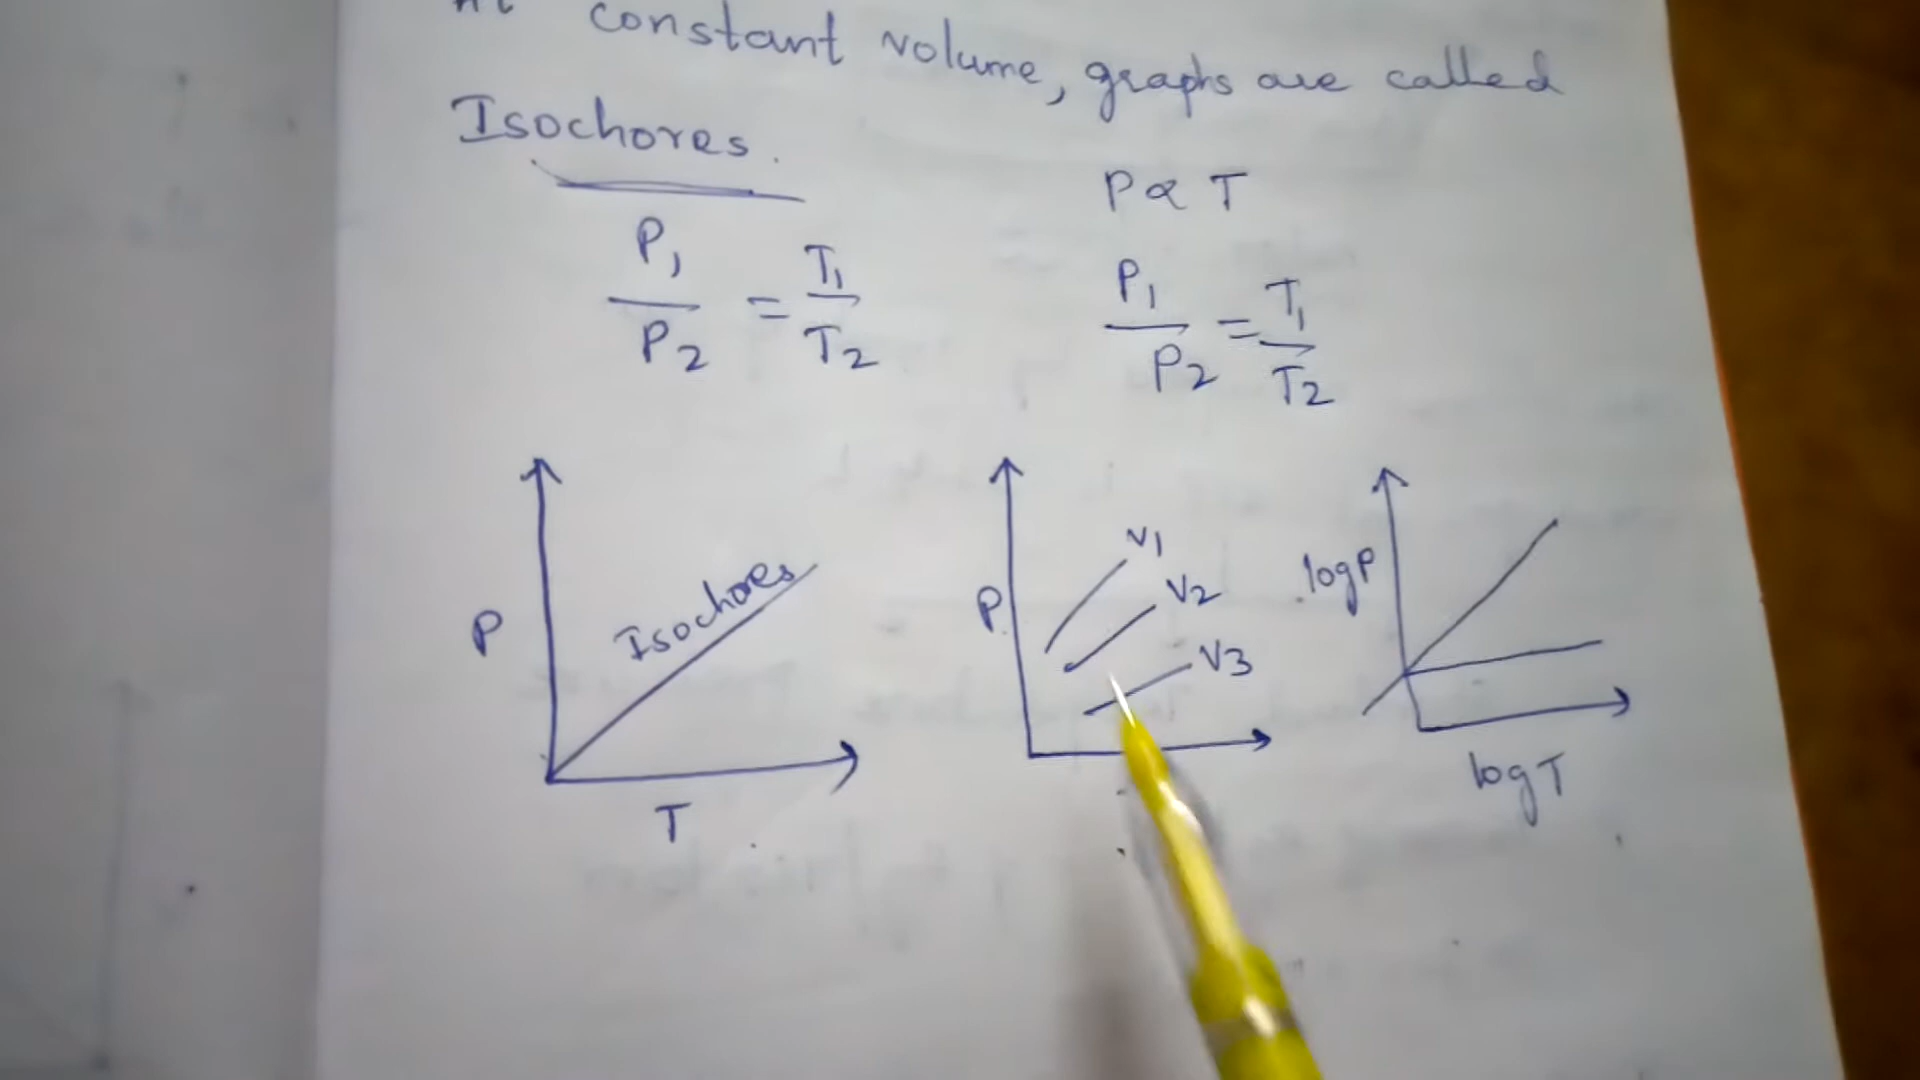 constant volume, graphs are called
Isochores.
P ∝ T
P1/P2 = T1/T2
P1/P2 = T1/T2
P
Isochores
T
P
V1
V2
V3
log P
log T